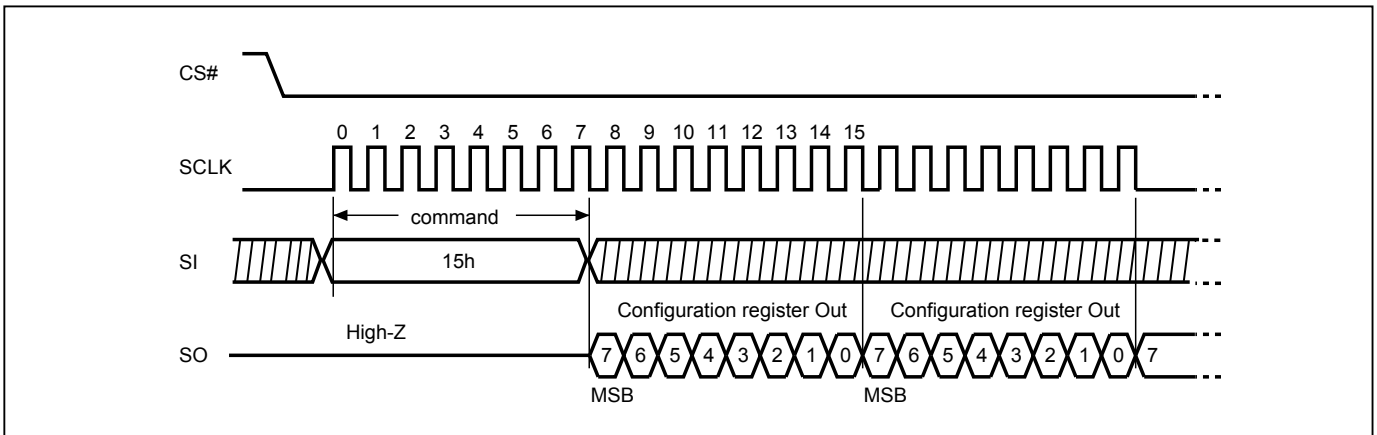 CS#
0 1 2 3 4 5 6 7 8 9 10 11 12 13 14 15
SCLK
command
SI
15h
Configuration register Out Configuration register Out
High-Z
SO
7 6 5 4 3 2 1 0 7 6 5 4 3 2 1 0 7
MSB MSB